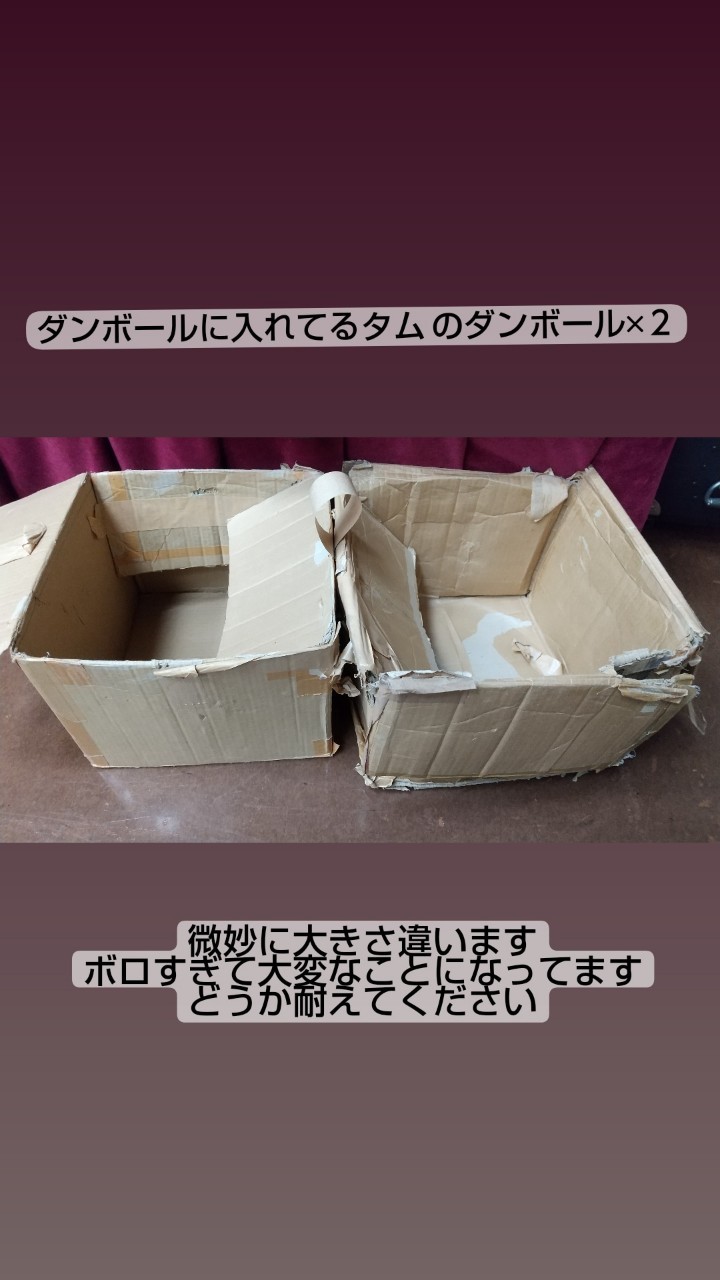 ダンボールに入れてるタムのダンボール×２
微妙に大きさ違います
ボロすぎて大変なことになってます
どうか耐えてください